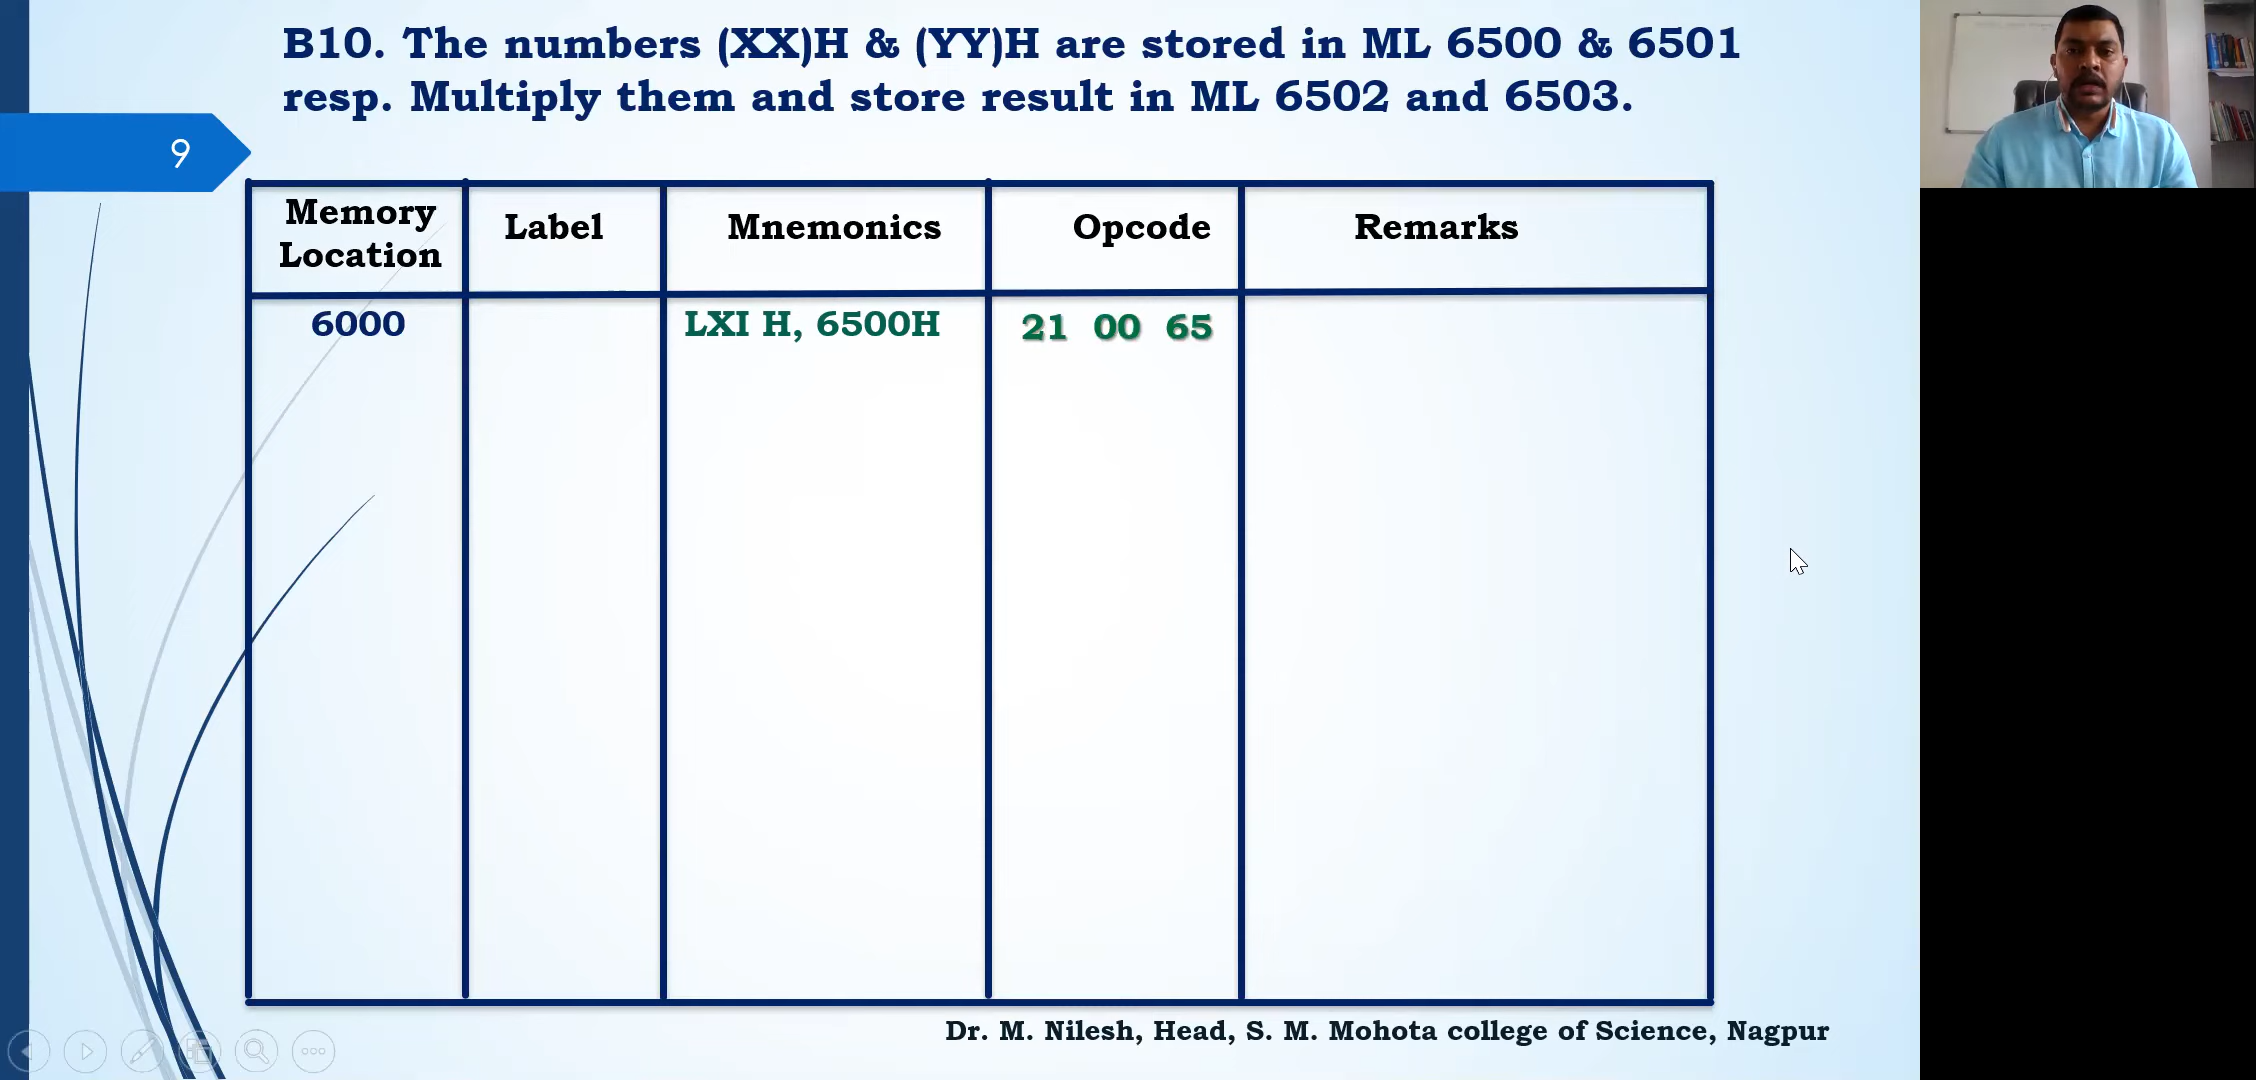 B10. The numbers (XX)H & (YY)H are stored in ML 6500 & 6501
resp. Multiply them and store result in ML 6502 and 6503.
9
Memory Location
Label
Mnemonics
Opcode
Remarks
6000
LXI H, 6500H
21 00 65
Dr. M. Nilesh, Head, S. M. Mohota college of Science, Nagpur